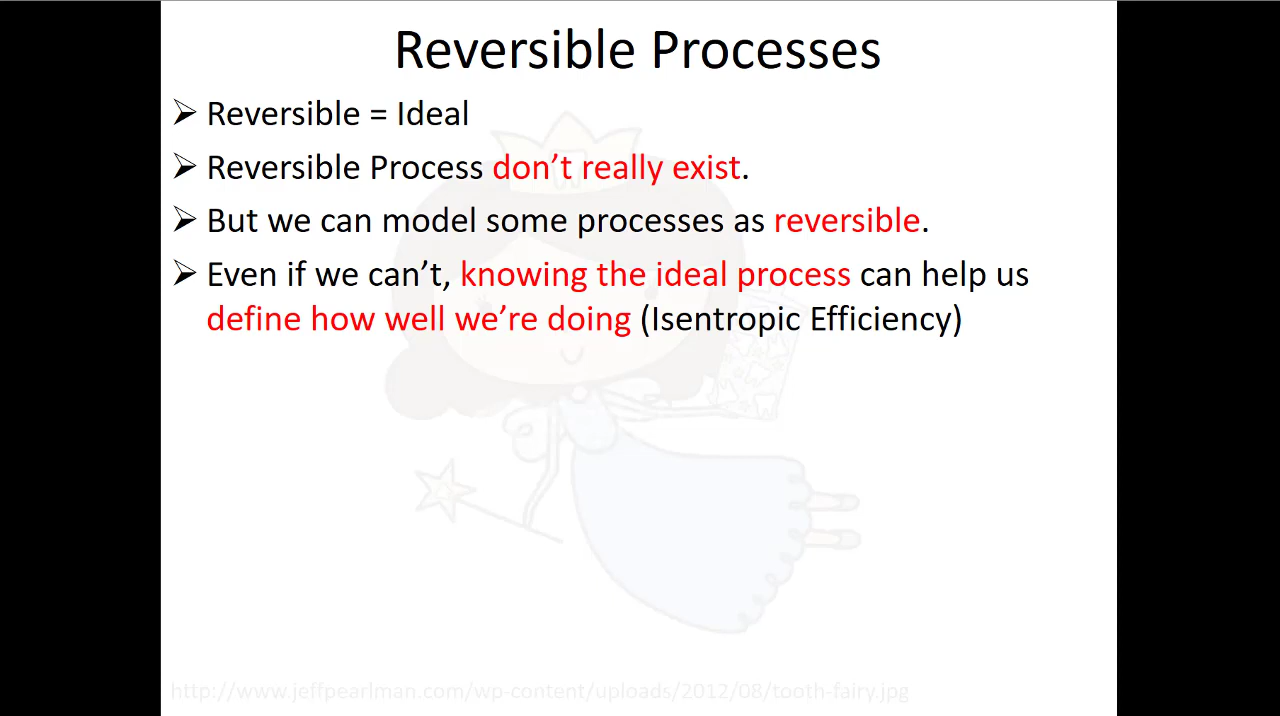 Reversible Processes
Reversible = Ideal
Reversible Process don’t really exist.
But we can model some processes as reversible.
Even if we can’t, knowing the ideal process can help us
define how well we’re doing (Isentropic Efficiency)
http://www.jeffpearlman.com/wp-content/uploads/2012/08/tooth-fairy.jpg